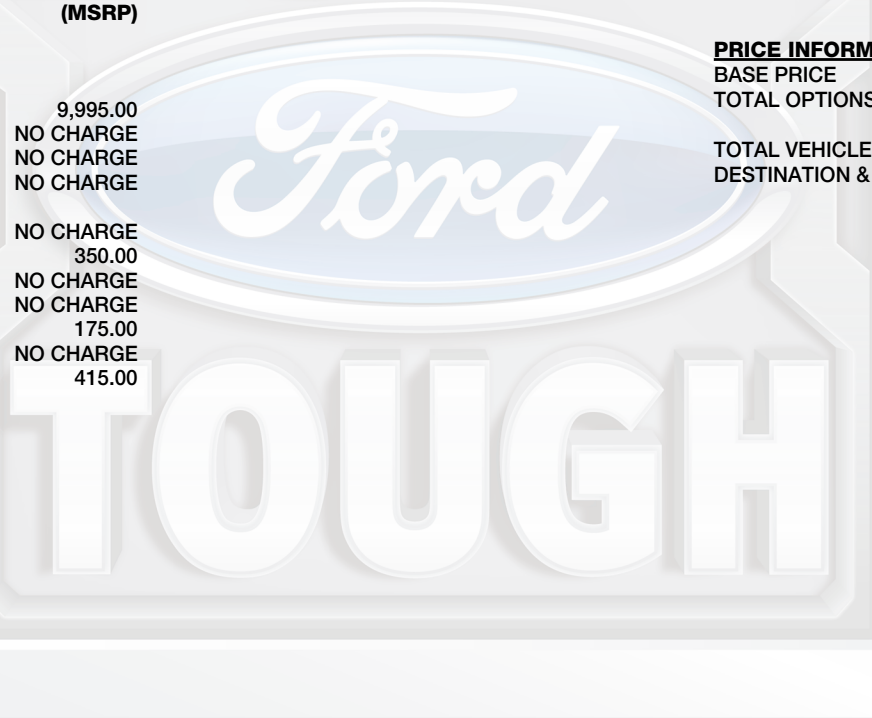 (MSRP)
9,995.00
NO CHARGE
NO CHARGE
NO CHARGE
NO CHARGE
350.00
NO CHARGE
NO CHARGE
175.00
NO CHARGE
415.00
PRICE INFORM
BASE PRICE
TOTAL OPTIONS
TOTAL VEHICLE
DESTINATION &
Ford
TOUGH